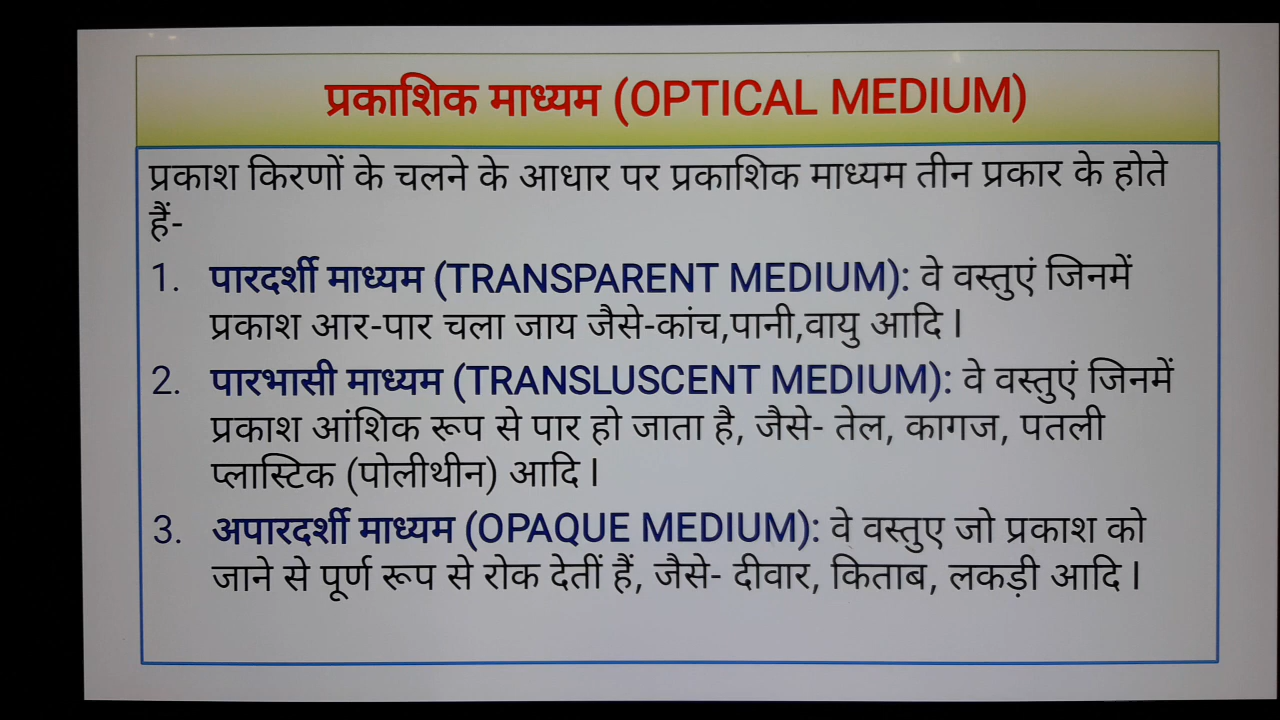 प्रकाशिक माध्यम (OPTICAL MEDIUM)
प्रकाश किरणों के चलने के आधार पर प्रकाशिक माध्यम तीन प्रकार के होते
हैं-
1. पारदर्शी माध्यम (TRANSPARENT MEDIUM): वे वस्तुएं जिनमें
प्रकाश आर-पार चला जाय जैसे-कांच,पानी,वायु आदि l
2. पारभासी माध्यम (TRANSLUSCENT MEDIUM): वे वस्तुएं जिनमें
प्रकाश आंशिक रूप से पार हो जाता है, जैसे- तेल, कागज, पतली
प्लास्टिक (पोलीथीन) आदि l
3. अपारदर्शी माध्यम (OPAQUE MEDIUM): वे वस्तुए जो प्रकाश को
जाने से पूर्ण रूप से रोक देतीं हैं, जैसे- दीवार, किताब, लकड़ी आदि l